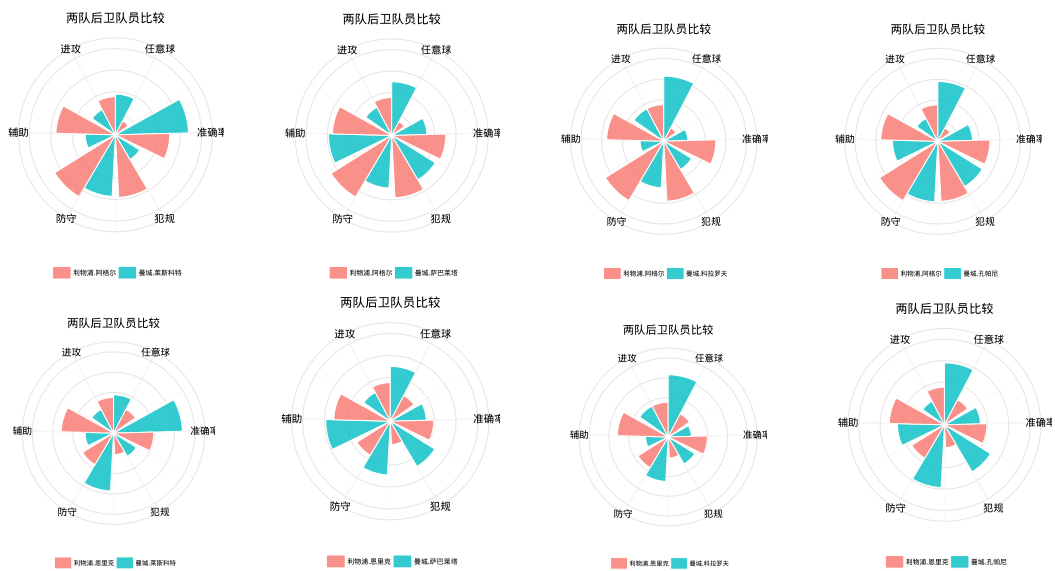 两队后卫队员比较
进攻 任意球
辅助 准确率
防守 犯规
利物浦.阿格尔 曼城.莱斯科特
两队后卫队员比较
进攻 任意球
辅助 准确率
防守 犯规
利物浦.阿格尔 曼城.萨巴莱塔
两队后卫队员比较
进攻 任意球
辅助 准确率
防守 犯规
利物浦.阿格尔 曼城.科拉罗夫
两队后卫队员比较
进攻 任意球
辅助 准确率
防守 犯规
利物浦.阿格尔 曼城.孔帕尼
两队后卫队员比较
进攻 任意球
辅助 准确率
防守 犯规
利物浦.恩里克 曼城.莱斯科特
两队后卫队员比较
进攻 任意球
辅助 准确率
防守 犯规
利物浦.恩里克 曼城.萨巴莱塔
两队后卫队员比较
进攻 任意球
辅助 准确率
防守 犯规
利物浦.恩里克 曼城.科拉罗夫
两队后卫队员比较
进攻 任意球
辅助 准确率
防守 犯规
利物浦.恩里克 曼城.孔帕尼